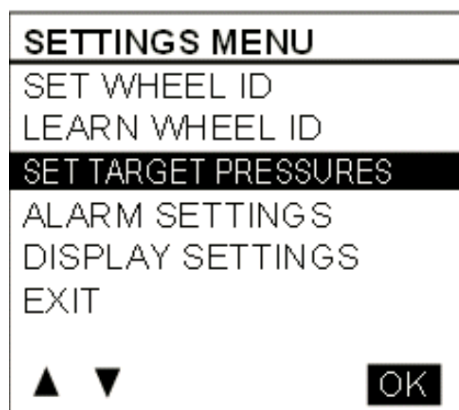 SETTINGS MENU
SET WHEEL ID
LEARN WHEEL ID
SET TARGET PRESSURES
ALARM SETTINGS
DISPLAY SETTINGS
EXIT
▲ ▼ OK